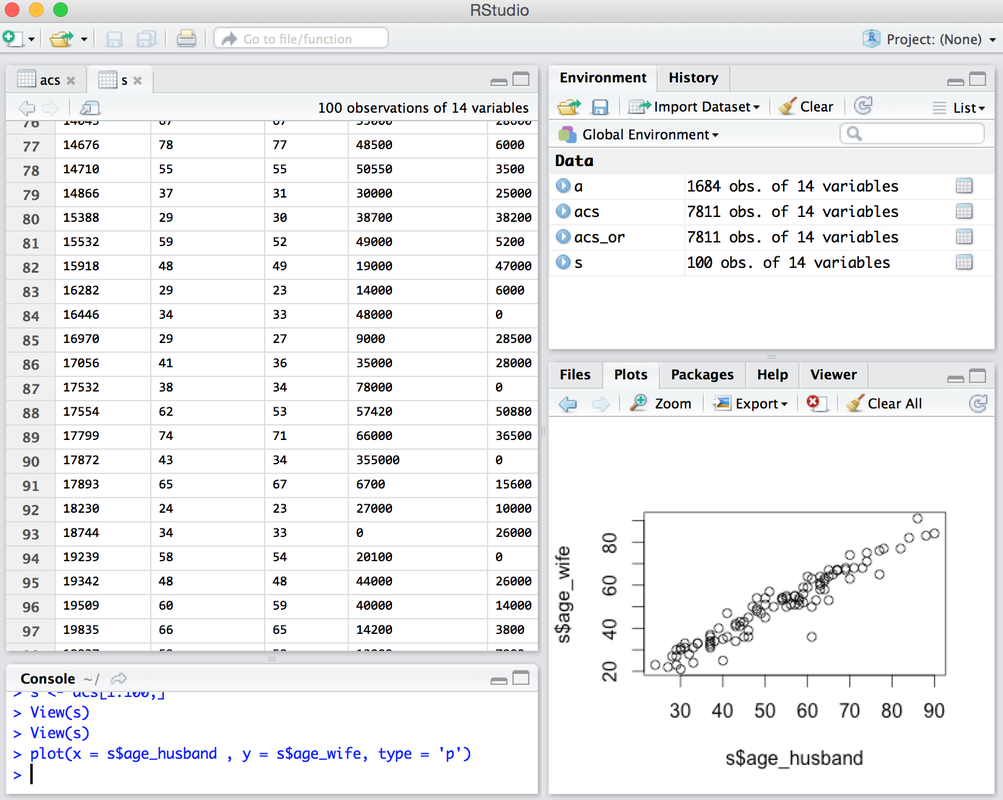 RStudio
Go to file/function
Project: (None)
acs
s
100 observations of 14 variables
76 14045 67 67 55000 28600
77 14676 78 77 48500 6000
78 14710 55 55 50550 3500
79 14866 37 31 30000 25000
80 15388 29 30 38700 38200
81 15532 59 52 49000 5200
82 15918 48 49 19000 47000
83 16282 29 23 14000 6000
84 16446 34 33 48000 0
85 16970 29 27 9000 28500
86 17056 41 36 35000 28000
87 17532 38 34 78000 0
88 17554 62 53 57420 50880
89 17799 74 71 66000 36500
90 17872 43 34 355000 0
91 17893 65 67 6700 15600
92 18230 24 23 27000 10000
93 18744 34 33 0 26000
94 19239 58 54 20100 0
95 19342 48 48 44000 26000
96 19509 60 59 40000 14000
97 19835 66 65 14200 3800
Console ~/
> s <- acs[1:100,]
> View(s)
> View(s)
> plot(x = s$age_husband , y = s$age_wife, type = 'p')
>
Environment History
Import Dataset Clear List
Global Environment
Data
a 1684 obs. of 14 variables
acs 7811 obs. of 14 variables
acs_or 7811 obs. of 14 variables
s 100 obs. of 14 variables
Files Plots Packages Help Viewer
Zoom Export Clear All
s$age_wife
80
60
40
20
30 40 50 60 70 80 90
s$age_husband